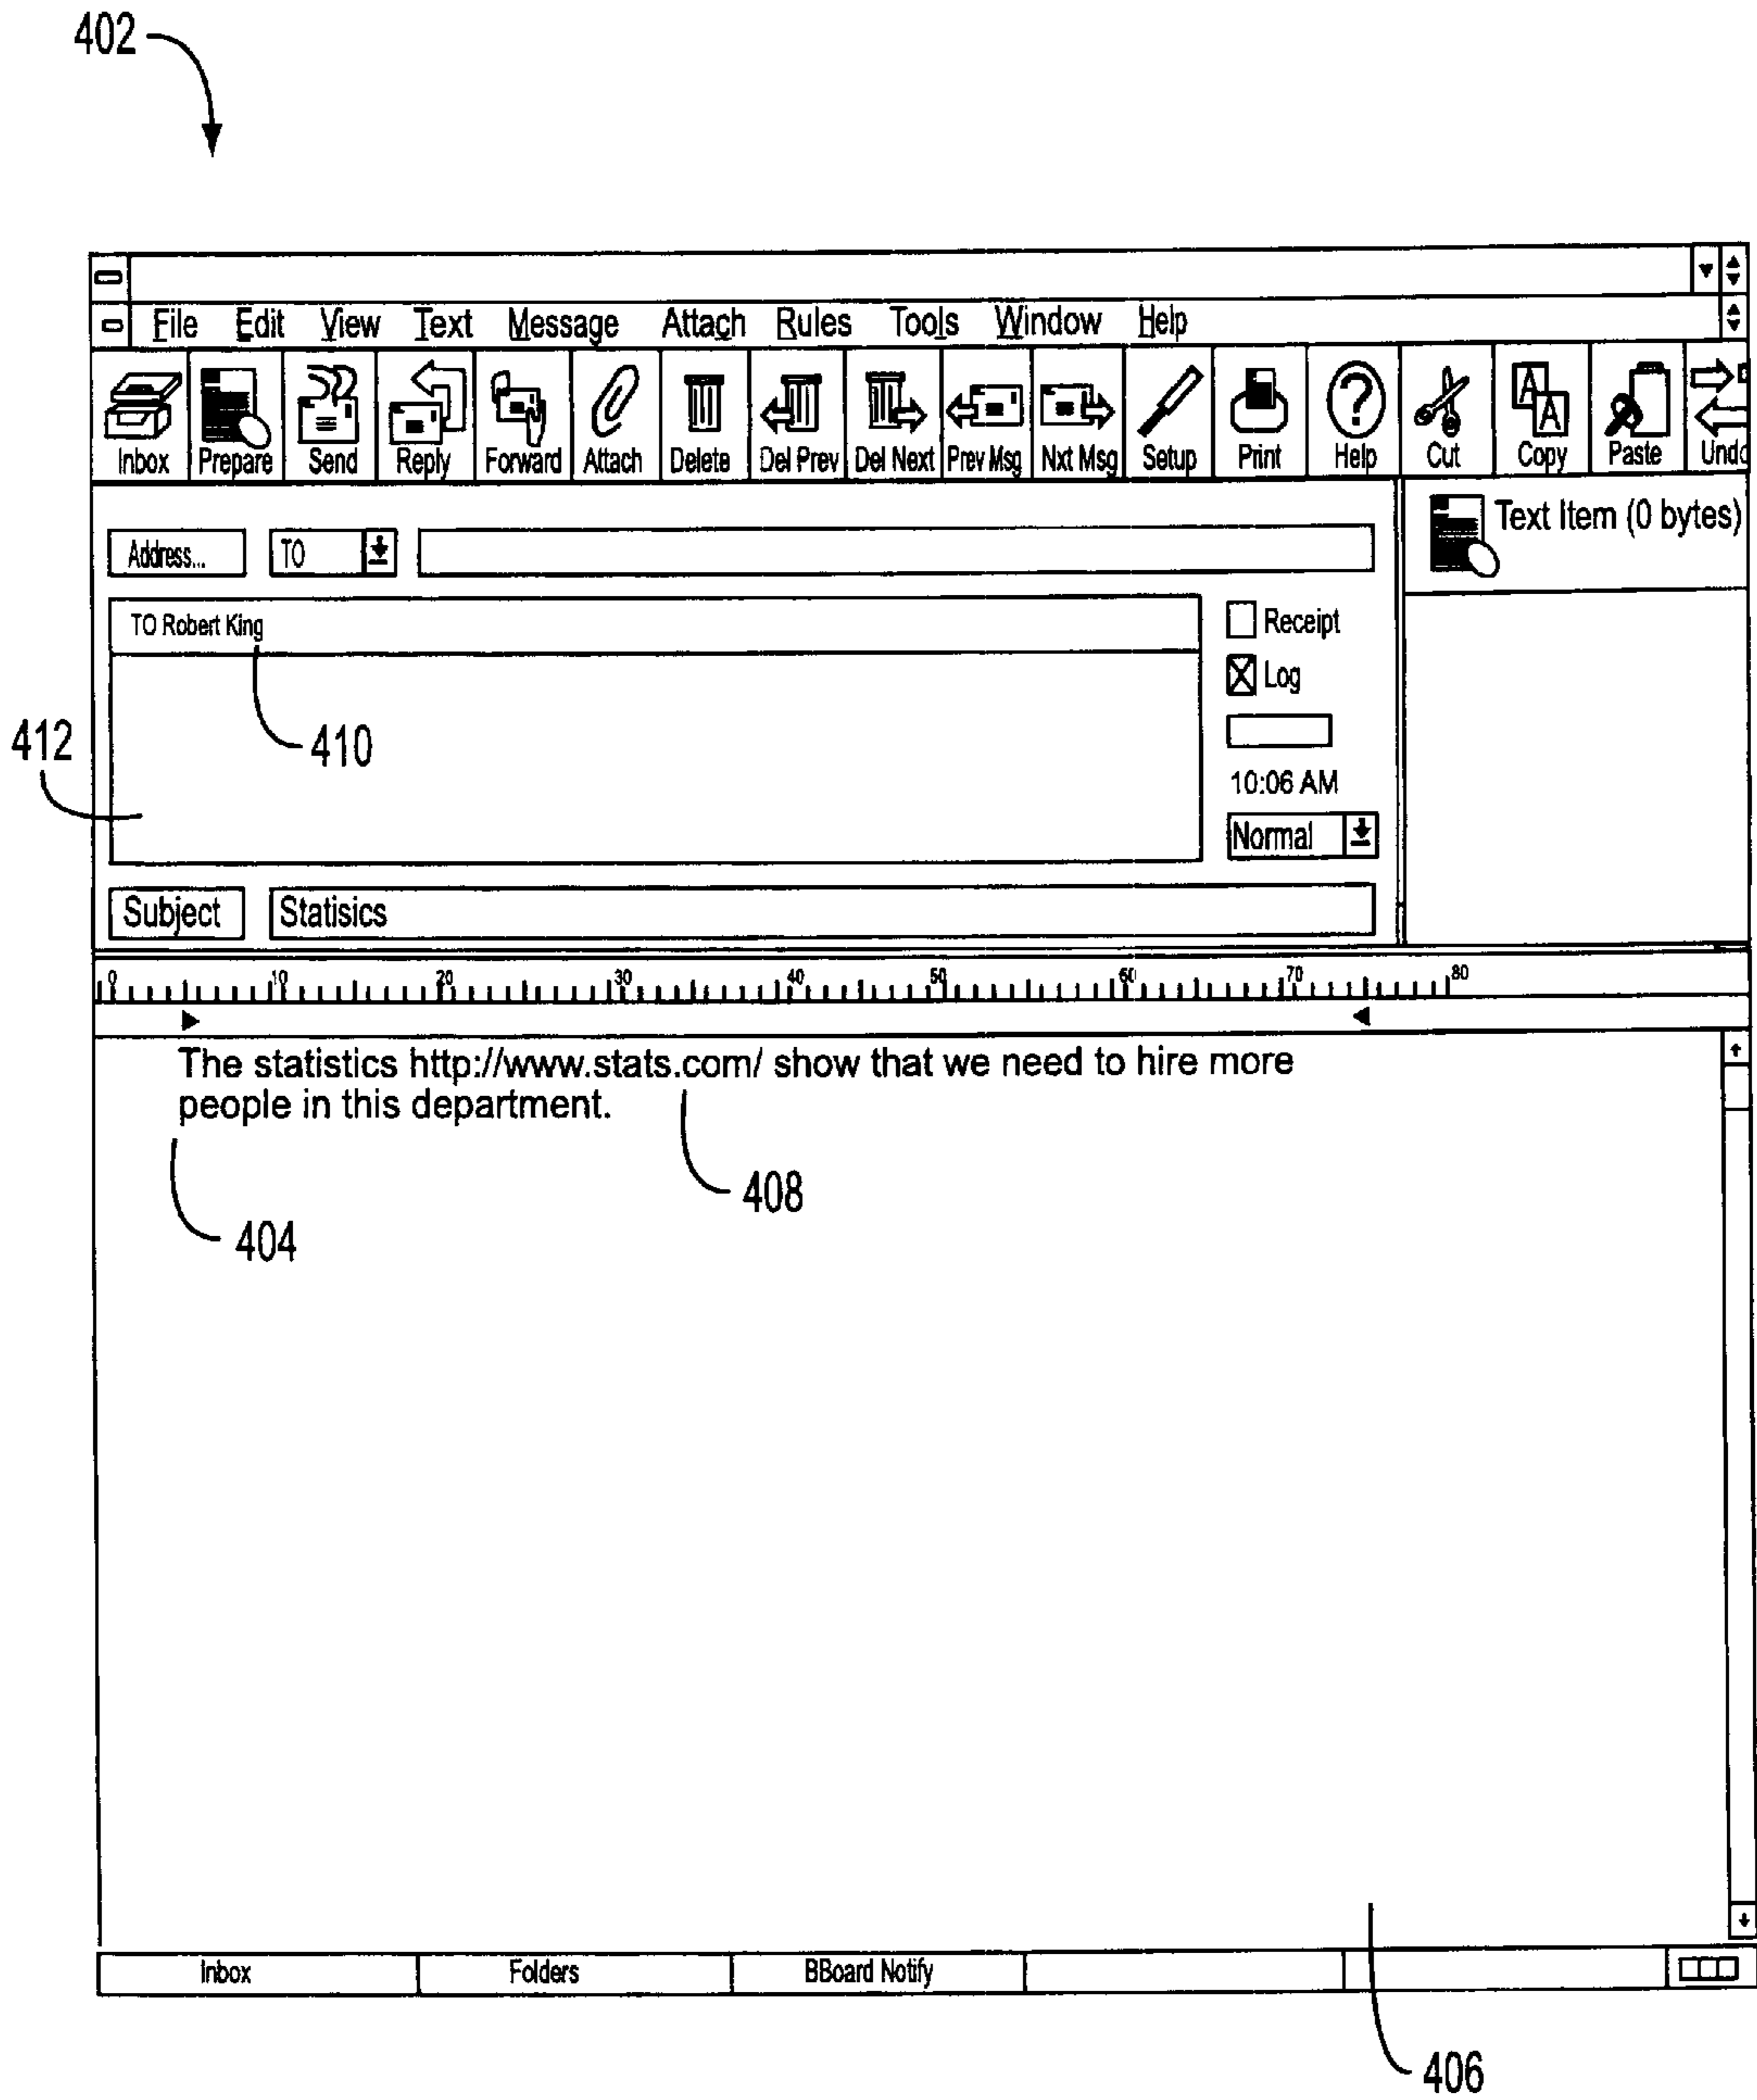 402
File Edit View Text Message Attach Rules Tools Window Help
Inbox Prepare Send Reply Forward Attach Delete Del Prev Del Next Prev Msg Nxt Msg Setup Print Help Cut Copy Paste Undo
Text Item (0 bytes)
Address... TO
TO Robert King
Receipt
Log
410
412
10:06 AM
Normal
Subject Statisics
0 10 20 30 40 50 60 70 80
The statistics http://www.stats.com/ show that we need to hire more
people in this department.
408
404
Inbox Folders BBoard Notify
406